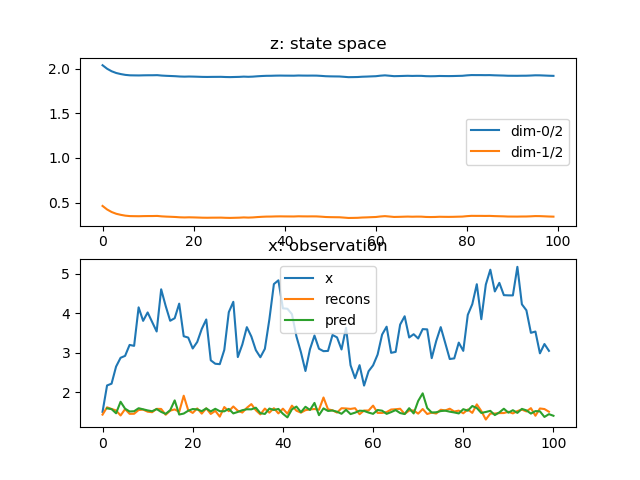 z: state space
2.0
1.5
1.0
0.5
dim-0/2
dim-1/2
0 20 40 60 80 100
x: observation
5
4
3
2
x
recons
pred
0 20 40 60 80 100